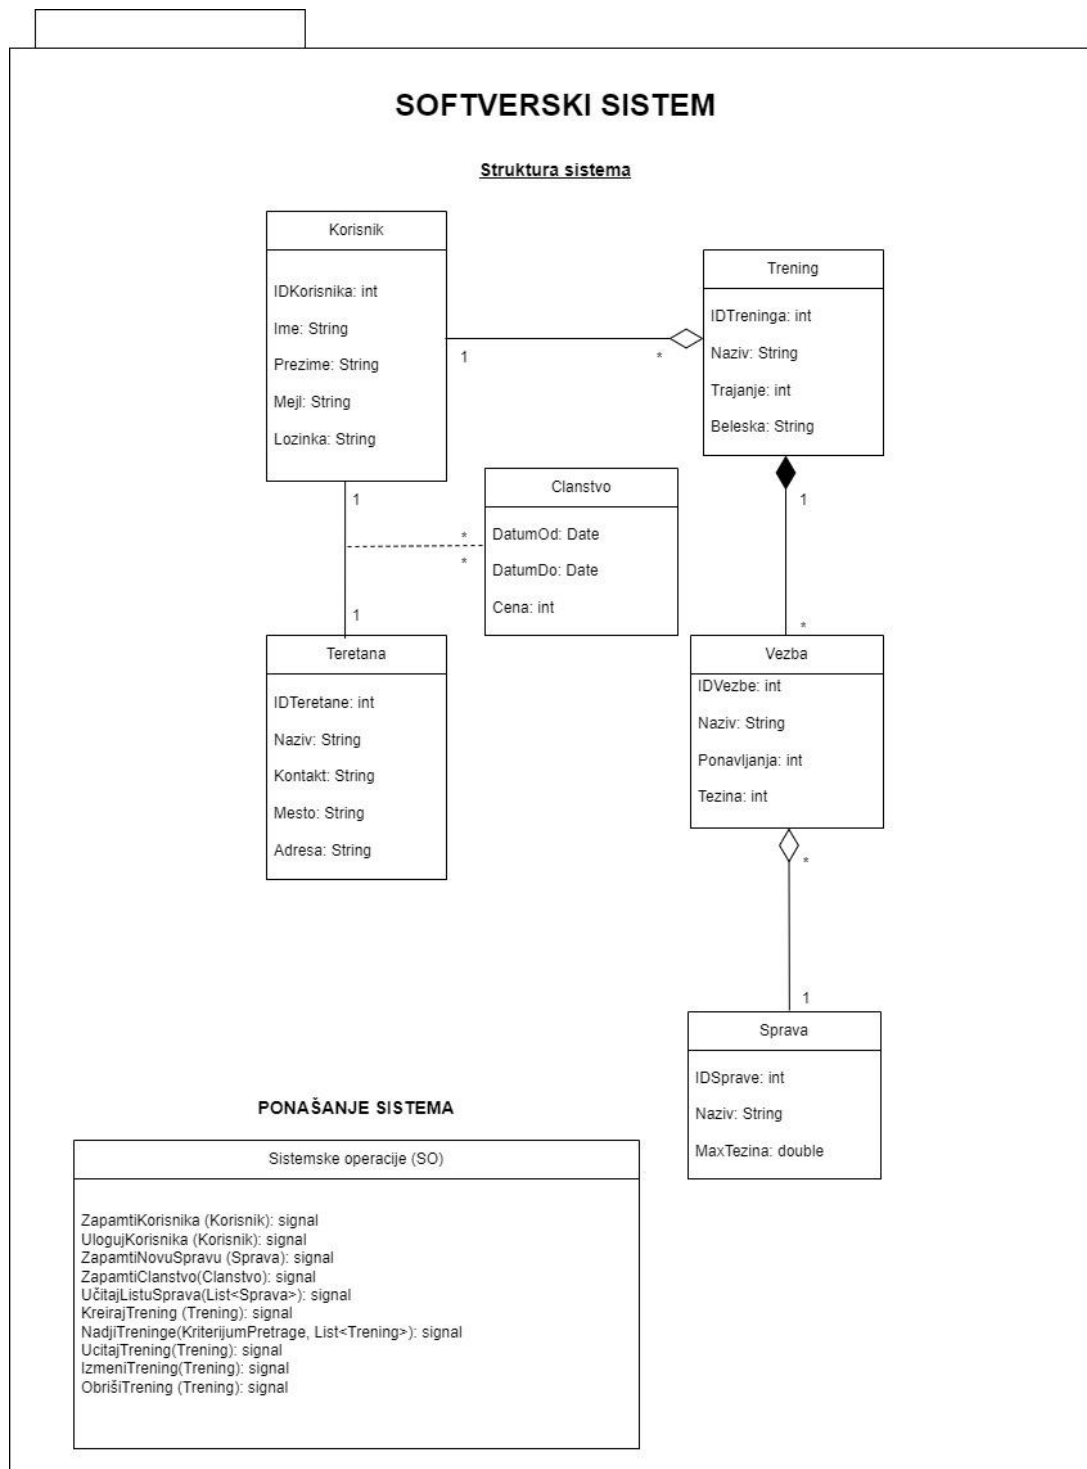 SOFTVERSKI SISTEM
Struktura sistema
Korisnik
IDKorisnika: int
Ime: String
Prezime: String
Mejl: String
Lozinka: String
1
*
Trening
IDTreninga: int
Naziv: String
Trajanje: int
Beleska: String
1
*
*
Clanstvo
DatumOd: Date
DatumDo: Date
Cena: int
1
1
*
Teretana
IDTeretane: int
Naziv: String
Kontakt: String
Mesto: String
Adresa: String
Vezba
IDVezbe: int
Naziv: String
Ponavljanja: int
Tezina: int
*
1
Sprava
IDSprave: int
Naziv: String
MaxTezina: double
PONAŠANJE SISTEMA
Sistemske operacije (SO)
ZapamtiKorisnika (Korisnik): signal
UlogujKorisnika (Korisnik): signal
ZapamtiNovuSpravu (Sprava): signal
ZapamtiClanstvo(Clanstvo): signal
UčitajListuSprava(List<Sprava>): signal
KreirajTrening (Trening): signal
NadjiTreninge(KriterijumPretrage, List<Trening>): signal
UcitajTrening(Trening): signal
IzmeniTrening(Trening): signal
ObrišiTrening (Trening): signal